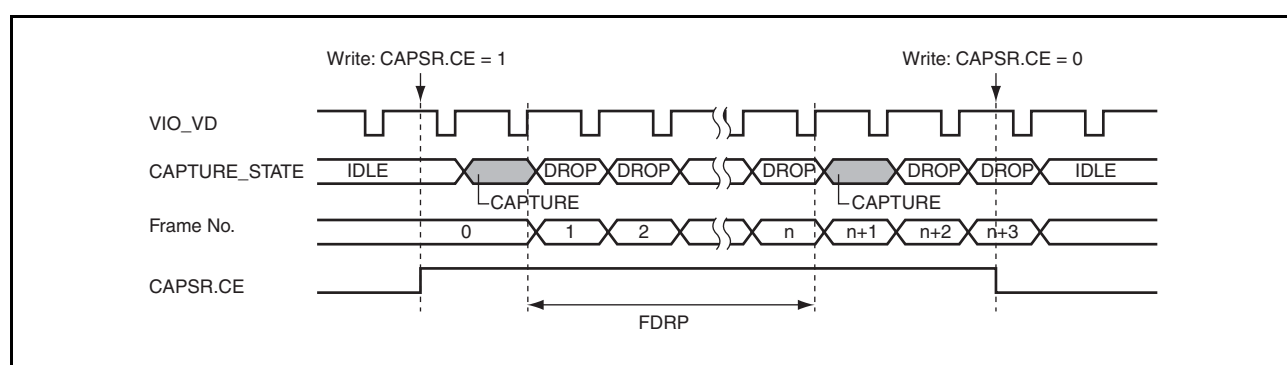 Write: CAPSR.CE = 1 Write: CAPSR.CE = 0
VIO_VD
CAPTURE_STATE IDLE DROP DROP DROP DROP DROP IDLE
CAPTURE CAPTURE
Frame No. 0 1 2 n n+1 n+2 n+3
CAPSR.CE
FDRP